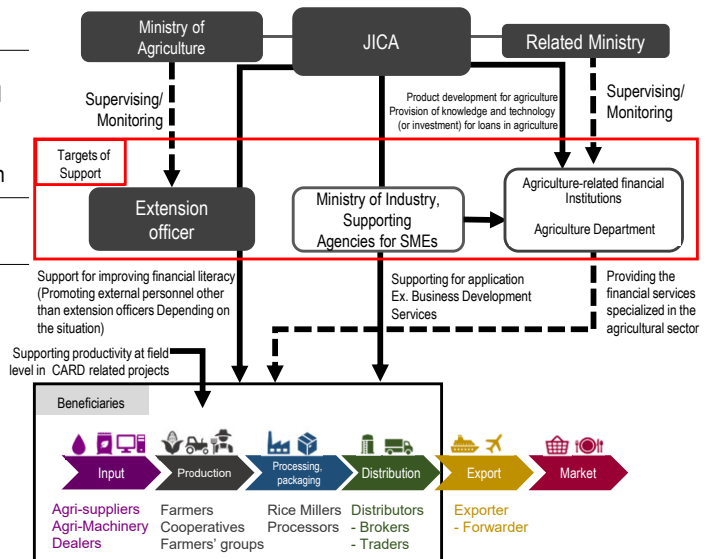 Ministry of
Agriculture
JICA
Related Ministry
Supervising/
Monitoring
Product development for agriculture
Provision of knowledge and technology
(or investment) for loans in agriculture
Supervising/
Monitoring
Targets of
Support
Extension
officer
Ministry of Industry,
Supporting
Agencies for SMEs
Agriculture-related financial
Institutions
Agriculture Department
Support for improving financial literacy
(Promoting external personnel other
than extension officers Depending on
the situation)
Supporting for application
Ex. Business Development
Services
Providing the
financial services
specialized in the
agricultural sector
Supporting productivity at field
level in CARD related projects
Beneficiaries
Input
Production
Processing,
packaging
Distribution
Export
Market
Agri-suppliers
Agri-Machinery
Dealers
Farmers
Cooperatives
Farmers' groups
Rice Millers
Processors
Distributors
- Brokers
- Traders
Exporter
- Forwarder